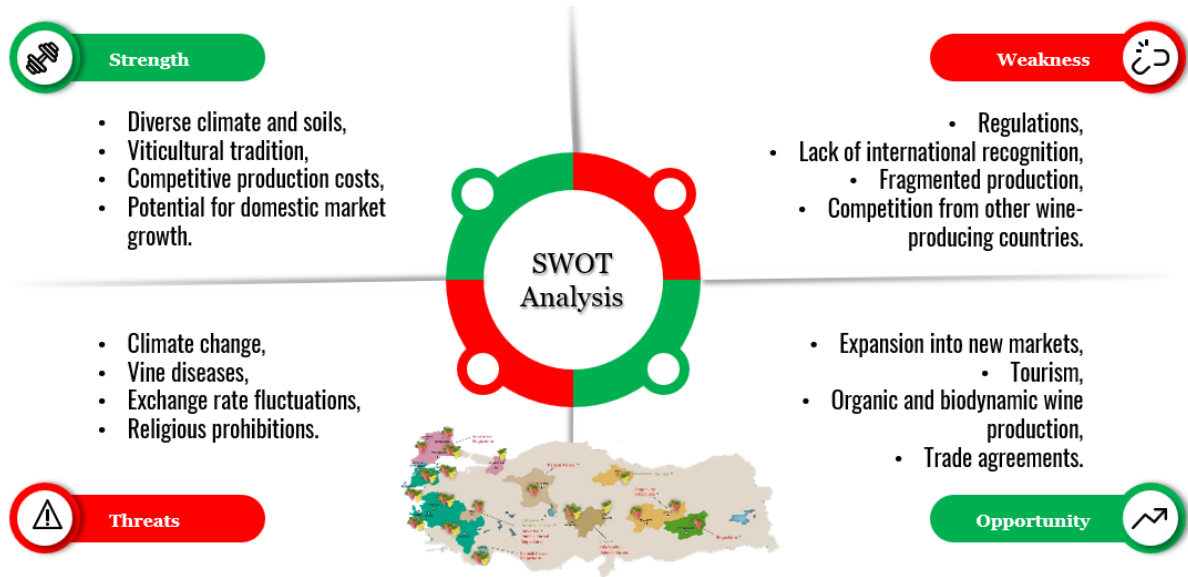 Strength
• Diverse climate and soils,
• Viticultural tradition,
• Competitive production costs,
• Potential for domestic market
growth.
Weakness
• Regulations,
• Lack of international recognition,
• Fragmented production,
• Competition from other wine-
producing countries.
SWOT
Analysis
• Climate change,
• Vine diseases,
• Exchange rate fluctuations,
• Religious prohibitions.
Threats
• Expansion into new markets,
• Tourism,
• Organic and biodynamic wine
production,
• Trade agreements.
Opportunity